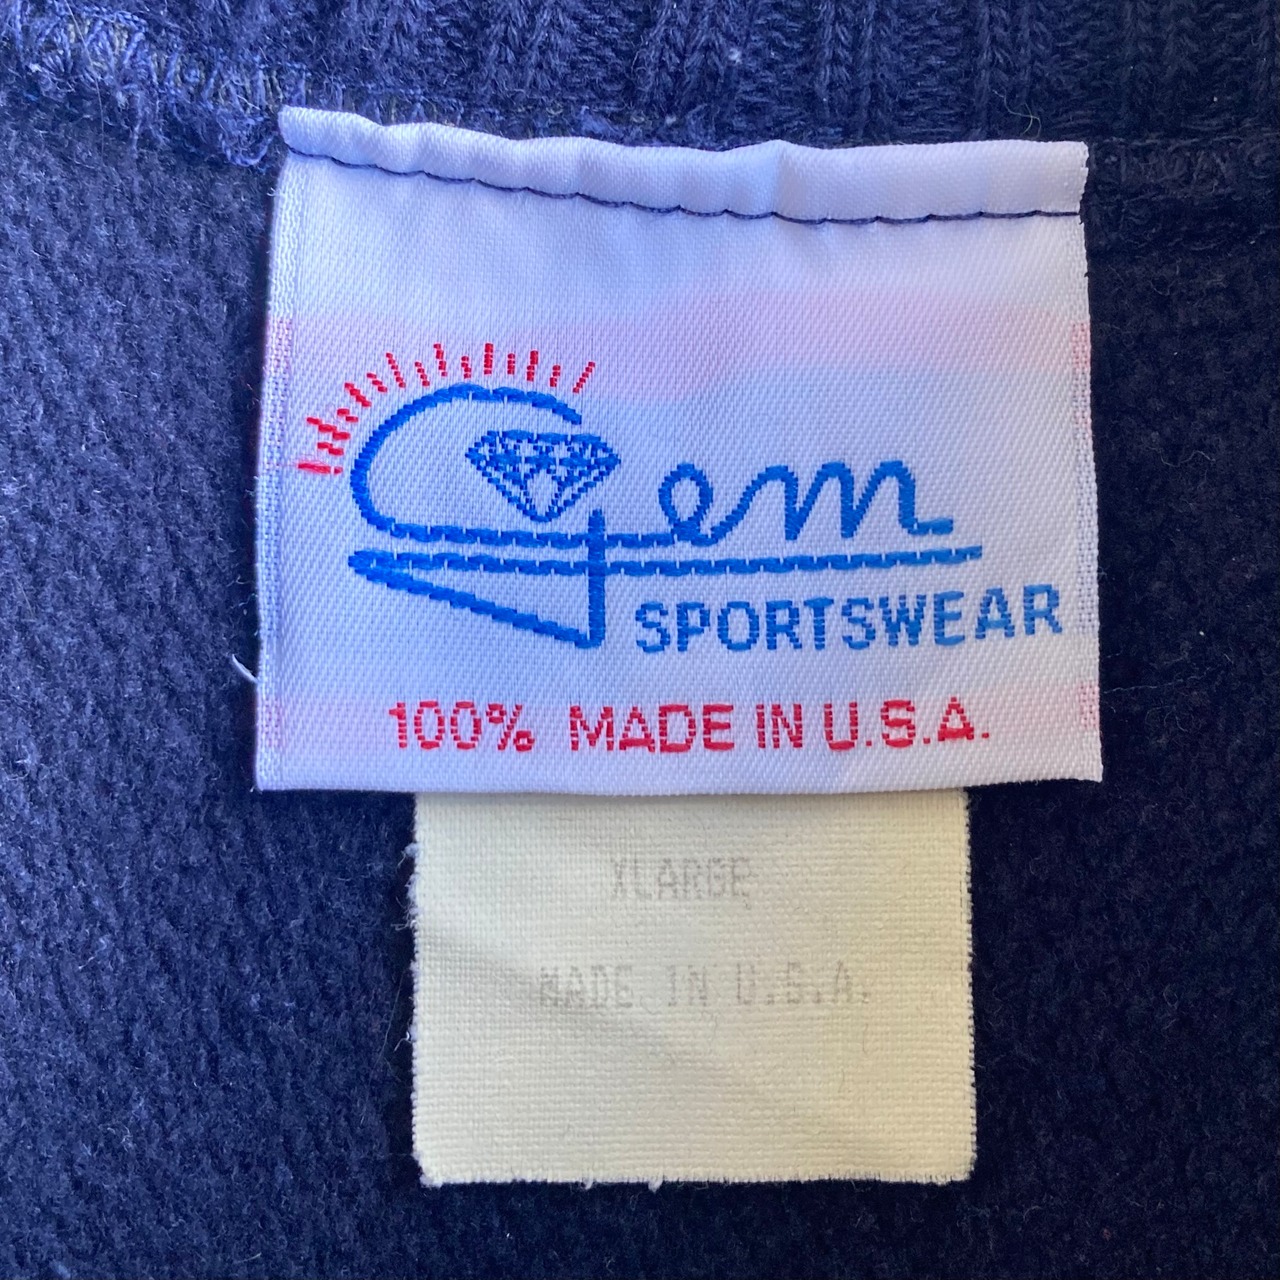 Gem
SPORTSWEAR
100% MADE IN U.S.A.
XLARGE
MADE IN U.S.A.